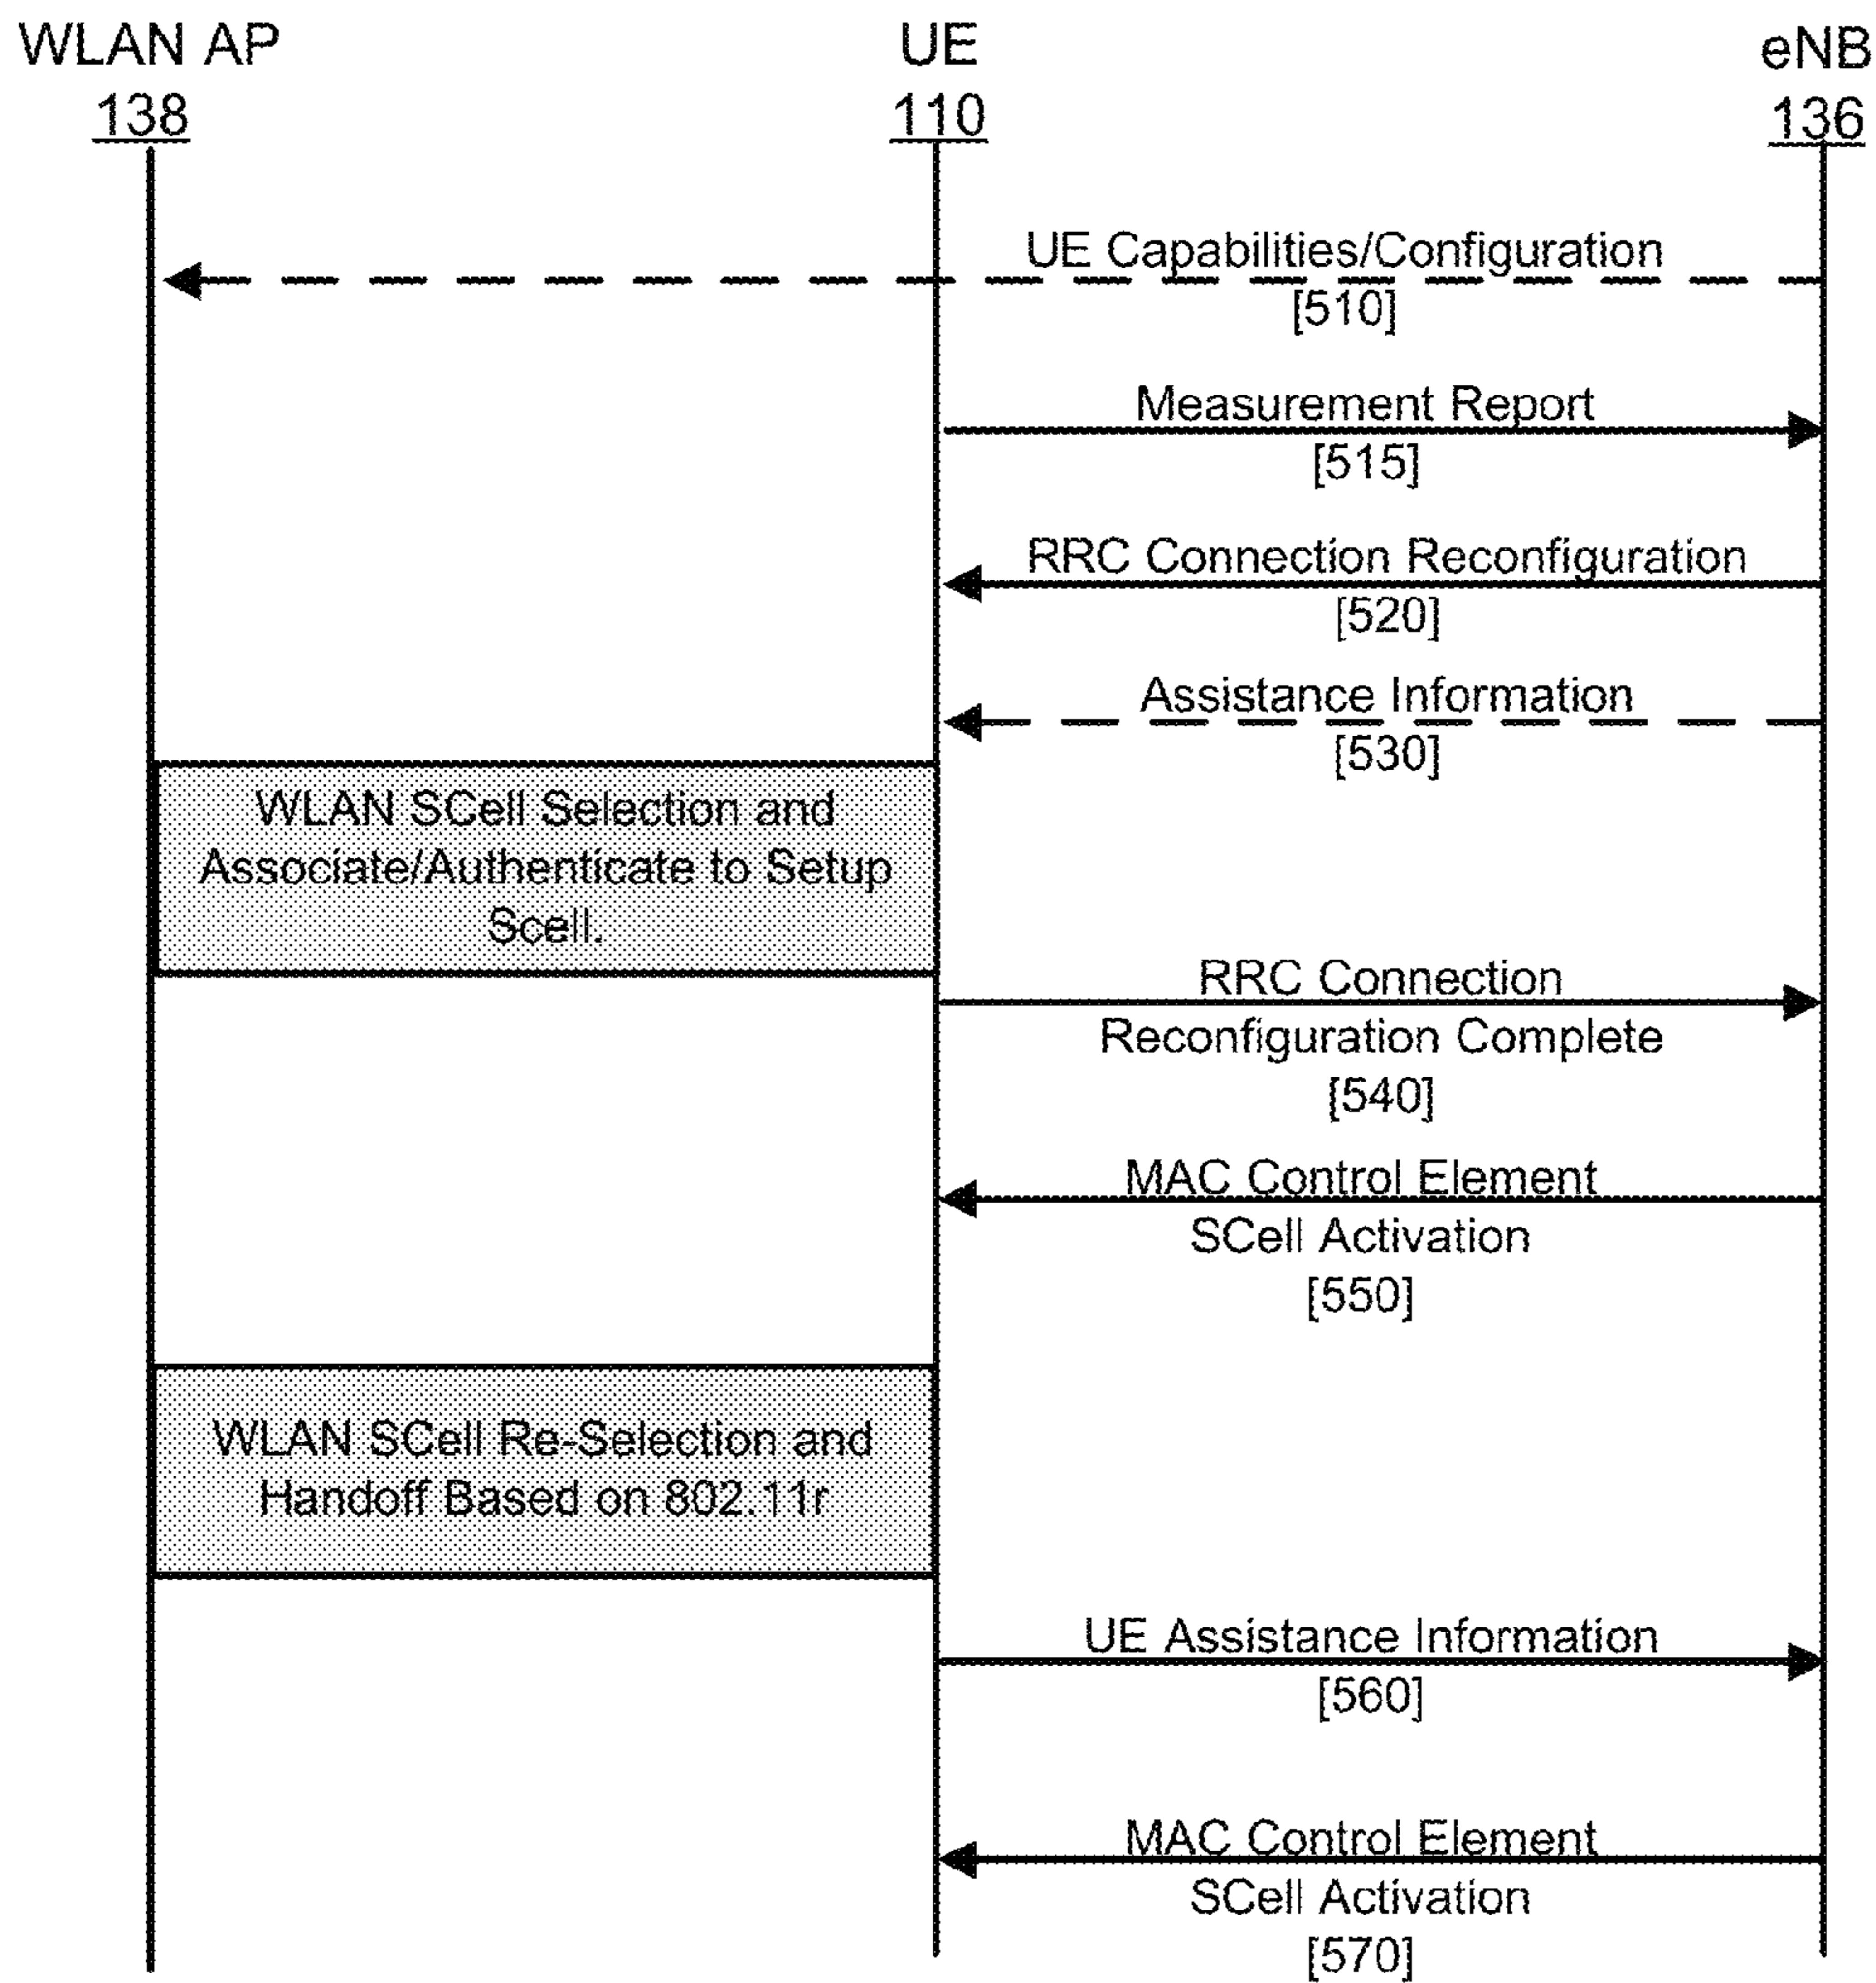 WLAN AP
138
UE
110
eNB
136
UE Capabilities/Configuration
[510]
Measurement Report
[515]
RRC Connection Reconfiguration
[520]
Assistance Information
[530]
WLAN SCell Selection and
Associate/Authenticate to Setup
Scell.
RRC Connection
Reconfiguration Complete
[540]
MAC Control Element
SCell Activation
[550]
WLAN SCell Re-Selection and
Handoff Based on 802.11r
UE Assistance Information
[560]
MAC Control Element
SCell Activation
[570]